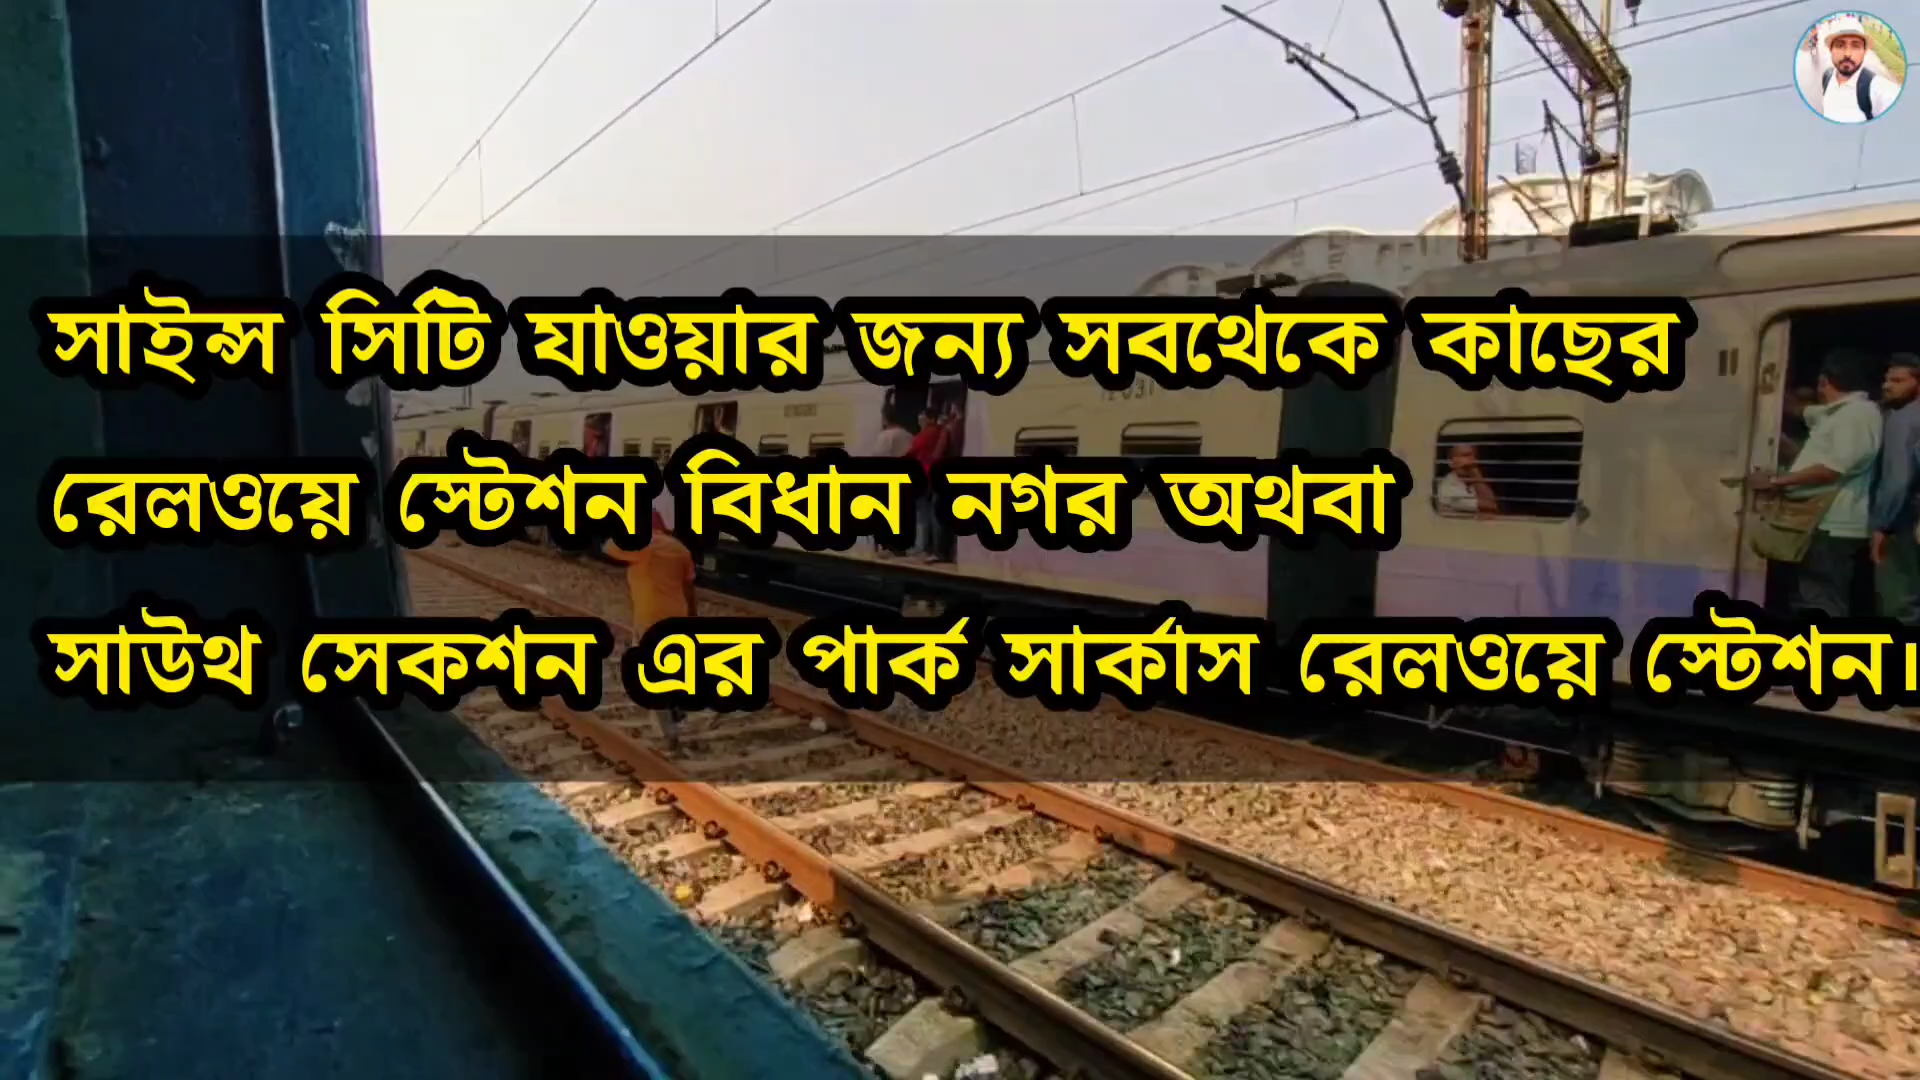 সাইন্স সিটি যাওয়ার জন্য সবথেকে কাছের
রেলওয়ে স্টেশন বিধান নগর অথবা
সাউথ সেকশন এর পার্ক সার্কাস রেলওয়ে স্টেশন।